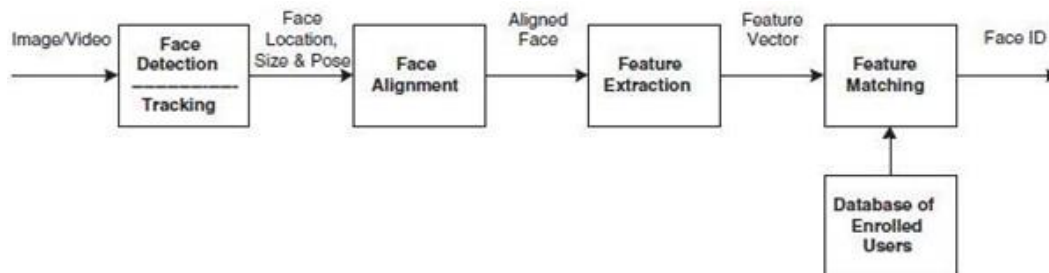 Image/Video
Face
Detection
Tracking
Face
Location,
Size & Pose
Face
Alignment
Aligned
Face
Feature
Extraction
Feature
Vector
Feature
Matching
Face ID
Database of
Enrolled
Users